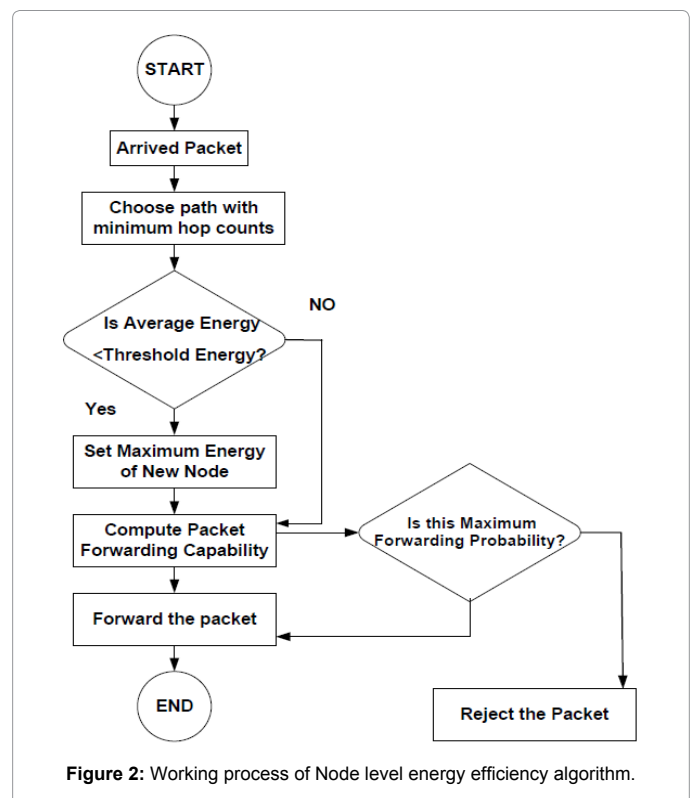 START
Arrived Packet
Choose path with
minimum hop counts
NO
Is Average Energy
<Threshold Energy?
Yes
Set Maximum Energy
of New Node
Compute Packet
Forwarding Capability
Is this Maximum
Forwarding Probability?
Forward the packet
END
Reject the Packet
Figure 2: Working process of Node level energy efficiency algorithm.